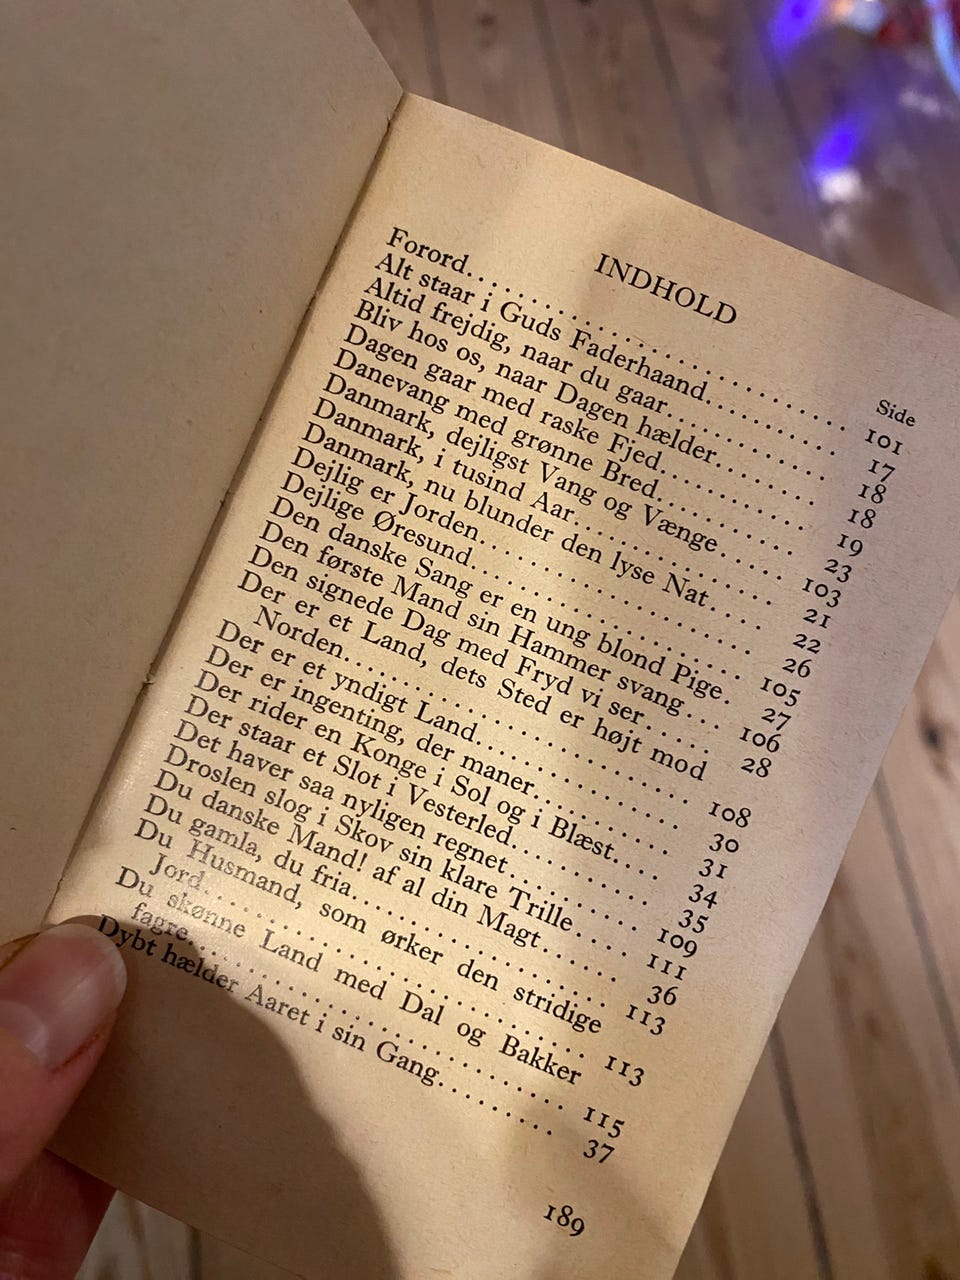 INDHOLD
Side
Forord.............................. 101
Alt staar i Guds Faderhaand........... 17
Altid frejdig, naar du gaar............ 18
Bliv hos os, naar Dagen hælder........ 18
Dagen gaar med raske Fjed............ 19
Danevang med grønne Bred........... 23
Danmark, dejligst Vang og Vænge...... 103
Danmark, i tusind Aar............... 21
Danmark, nu blunder den lyse Nat..... 22
Dejlig er Jorden..................... 26
Dejlige Øresund..................... 105
Den danske Sang er en ung blond Pige. 27
Den første Mand sin Hammer svang... 106
Den signede Dag med Fryd vi ser...... 28
Der er et Land, dets Sted er højt mod
Norden........................... 108
Der er et yndigt Land................ 30
Der er ingenting, der maner........... 31
Der rider en Konge i Sol og i Blæst.... 34
Der staar et Slot i Vesterled........... 35
Det haver saa nyligen regnet.......... 109
Droslen slog i Skov sin klare Trille..... 111
Du danske Mand! af al din Magt...... 36
Du gamla, du fria.................... 113
Du Husmand, som ørker den stridige
Jord............................. 113
Du skønne Land med Dal og Bakker
fagre............................ 115
Dybt hælder Aaret i sin Gang......... 37
189